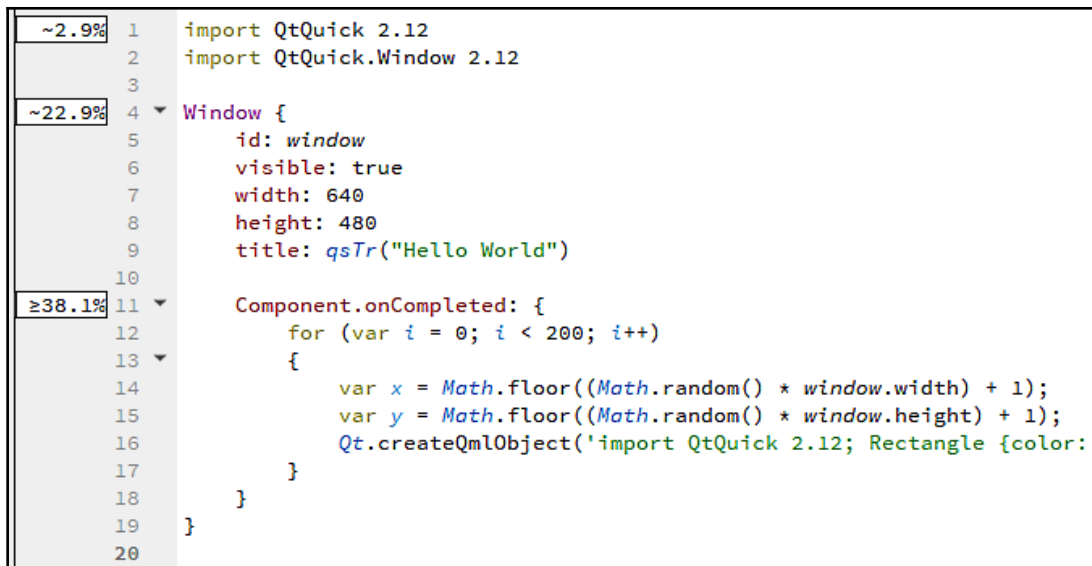 ~2.9% 1 import QtQuick 2.12
2 import QtQuick.Window 2.12
3
~22.9% 4 Window {
5 id: window
6 visible: true
7 width: 640
8 height: 480
9 title: qsTr("Hello World")
10
≥38.1% 11 Component.onCompleted: {
12 for (var i = 0; i < 200; i++)
13 {
14 var x = Math.floor((Math.random() * window.width) + 1);
15 var y = Math.floor((Math.random() * window.height) + 1);
16 Qt.createQmlObject('import QtQuick 2.12; Rectangle {color:
17 }
18 }
19 }
20